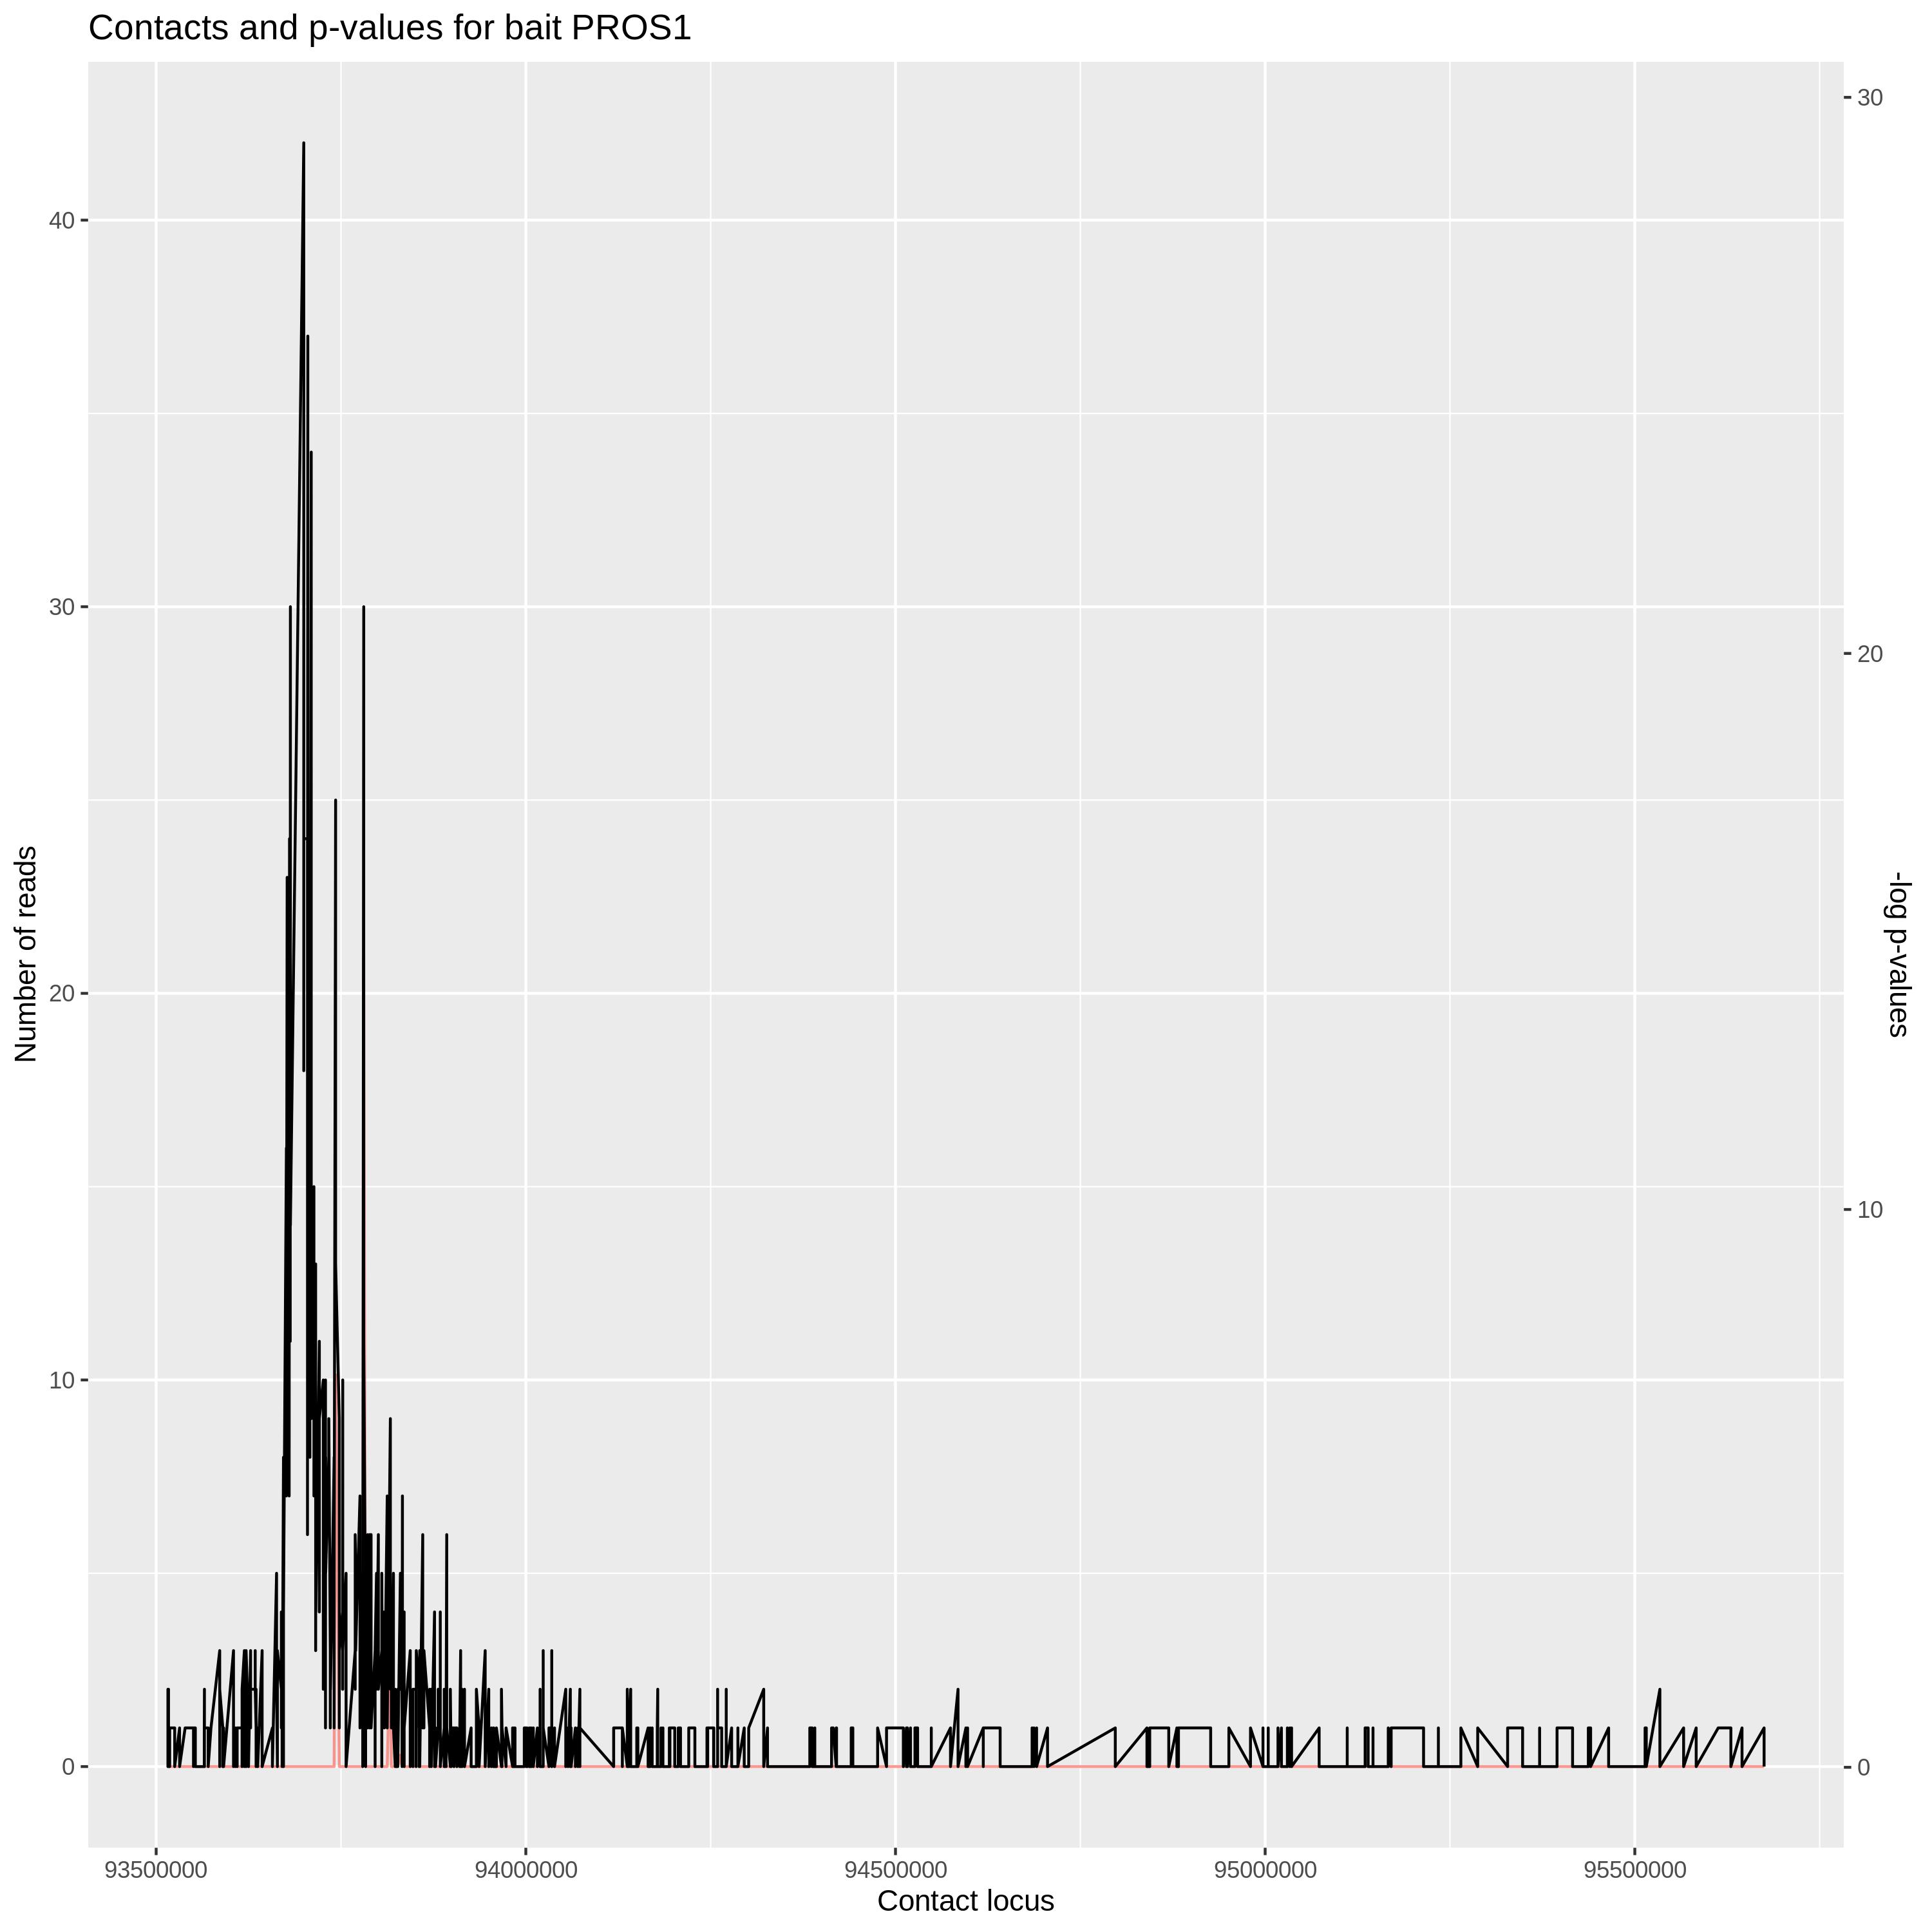 Contacts and p-values for bait PROS1
40
30
20
10
0
Number of reads
30
20
10
0
-log p-values
93500000 94000000 94500000 95000000 95500000
Contact locus